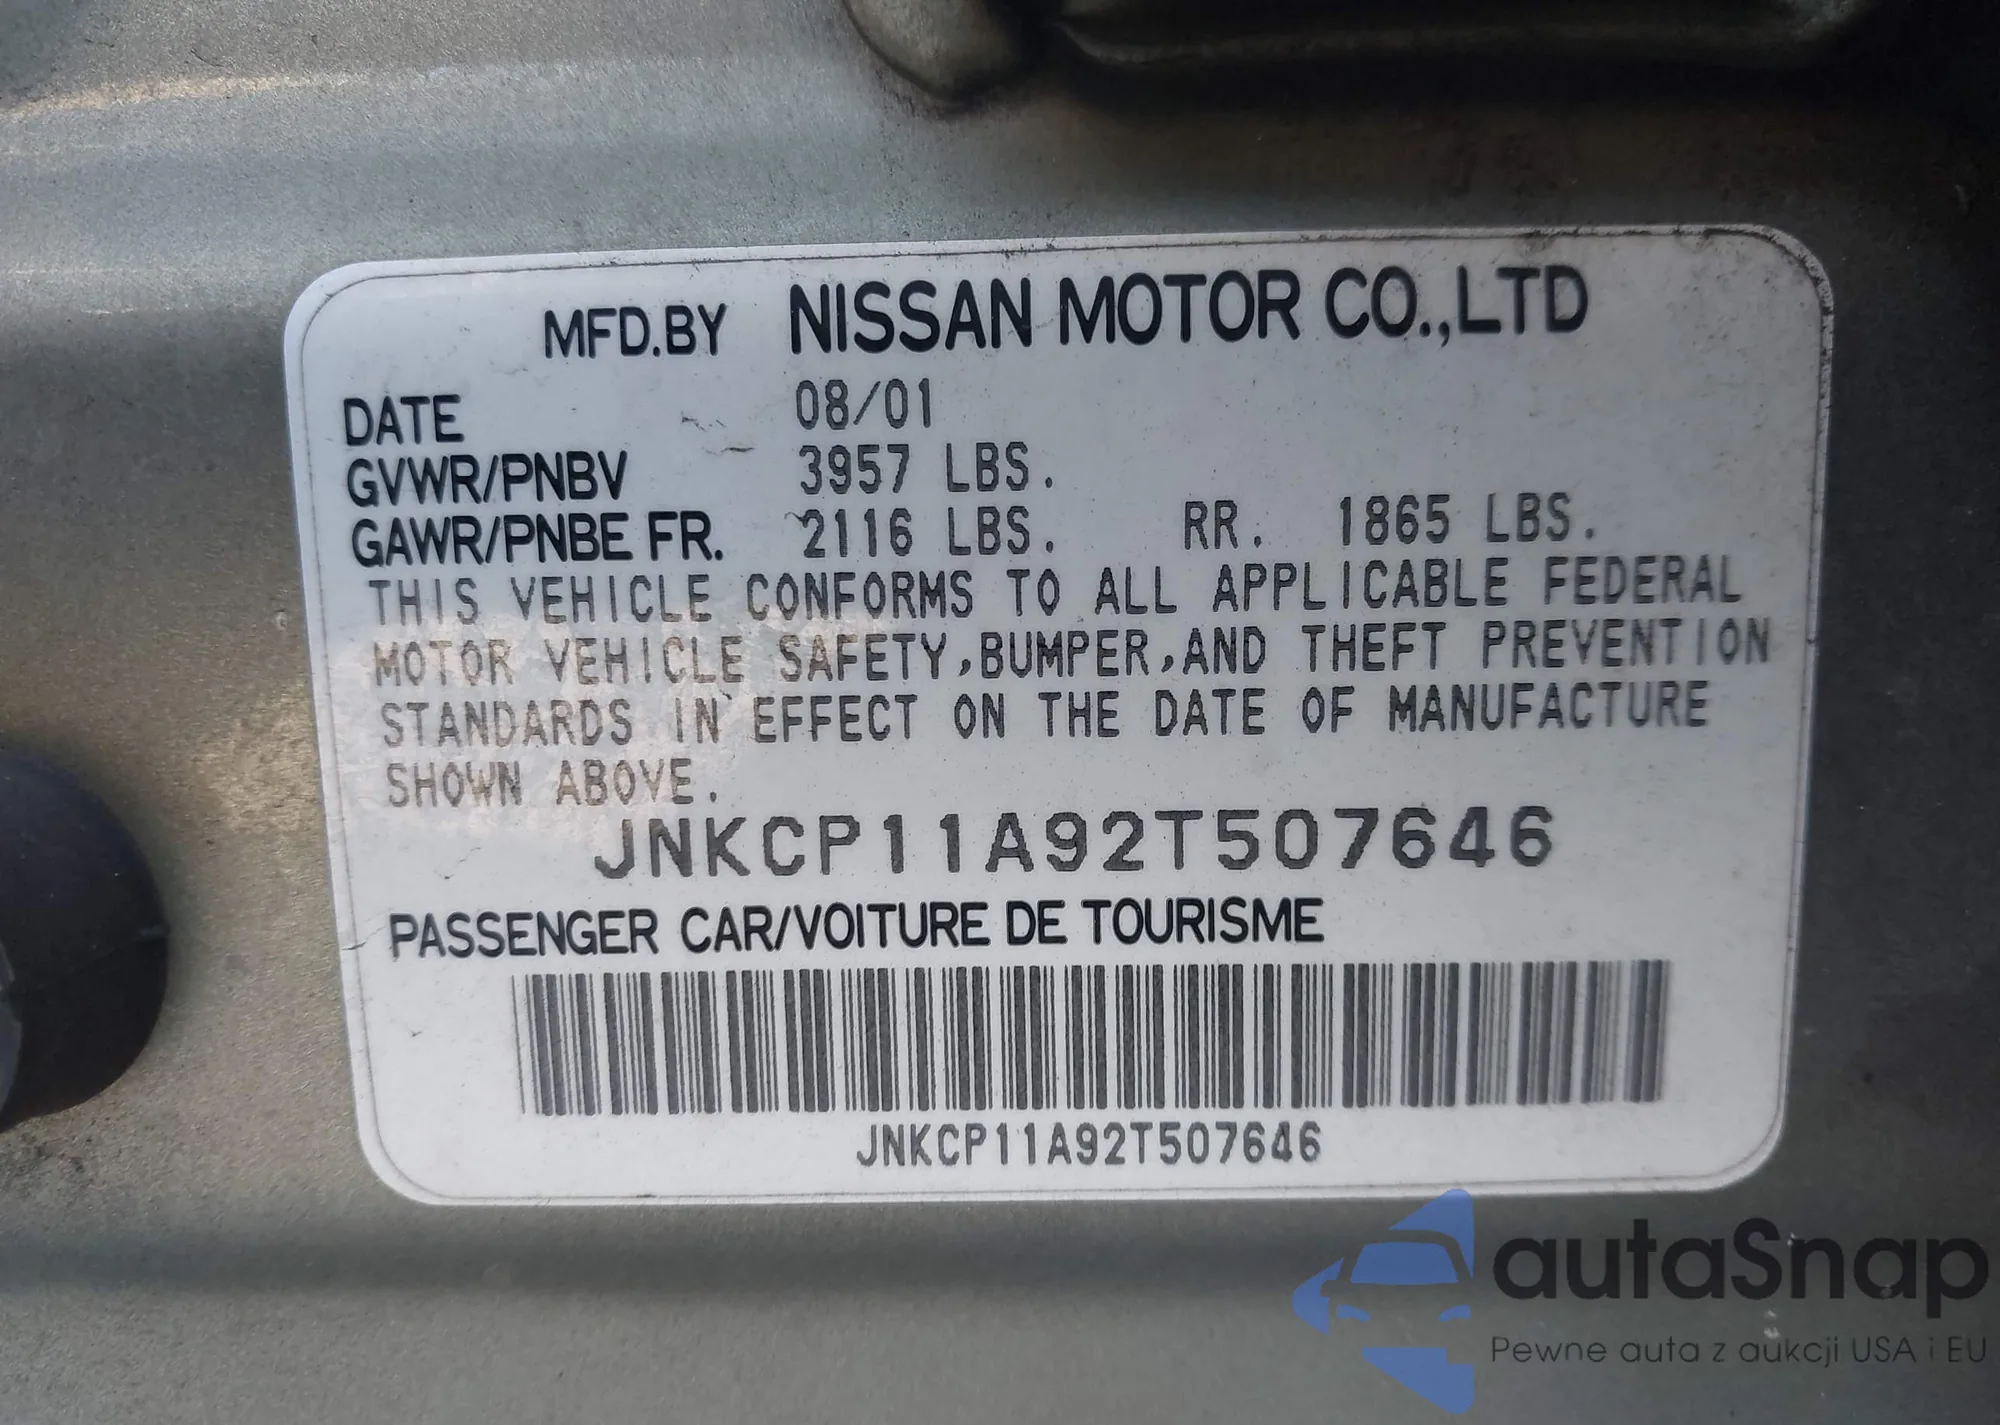 MFD.BY NISSAN MOTOR CO.,LTD
DATE 08/01
GVWR/PNBV 3957 LBS.
GAWR/PNBE FR. 2116 LBS. RR. 1865 LBS.
THIS VEHICLE CONFORMS TO ALL APPLICABLE FEDERAL
MOTOR VEHICLE SAFETY,BUMPER,AND THEFT PREVENTION
STANDARDS IN EFFECT ON THE DATE OF MANUFACTURE
SHOWN ABOVE.
JNKCP11A92T507646
PASSENGER CAR/VOITURE DE TOURISME
JNKCP11A92T507646
autaSnap
Pewne auta z aukcji USA i EU